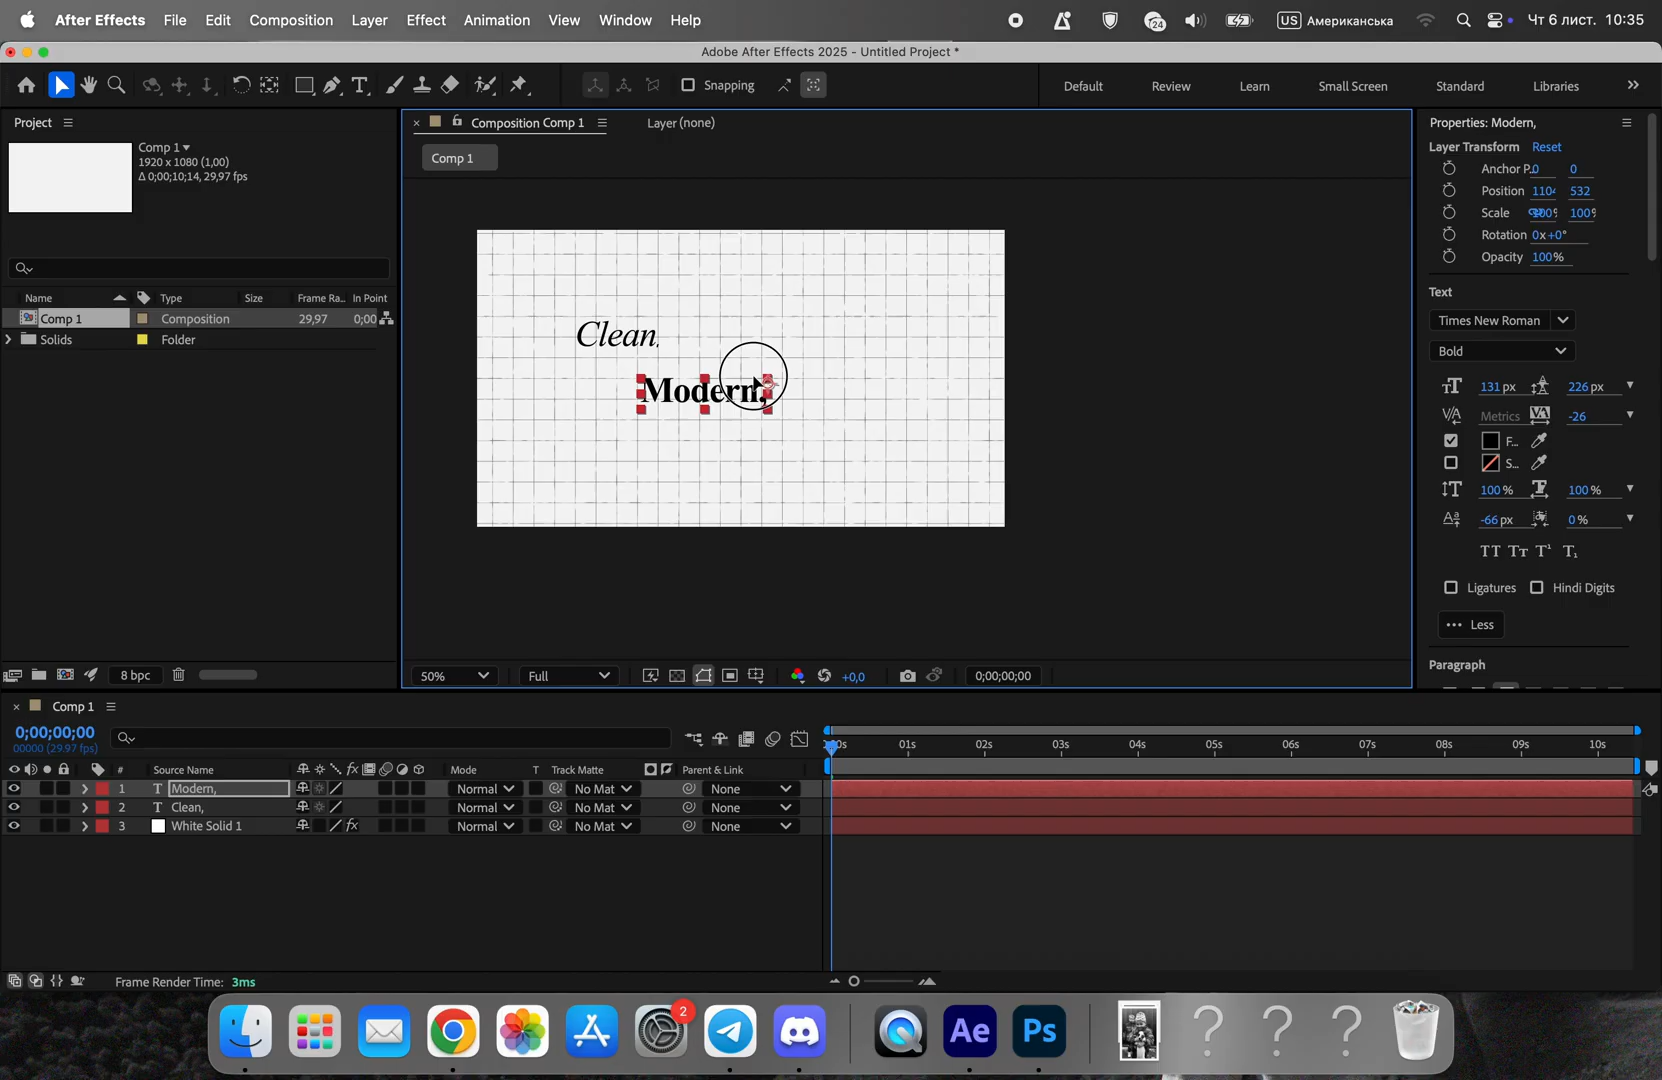 After Effects File Edit Composition Layer Effect Animation View Window Help 24 US Американська Чт 6 лист. 10:35
Adobe After Effects 2025 - Untitled Project *
Snapping Default Review Learn Small Screen Standard Libraries
Project
Comp 1
1920 x 1080 (1,00)
Δ 0;00;10;14, 29,97 fps
Name Type Size Frame Ra.. In Point
Comp 1 Composition 29,97 0;00
Solids Folder
8 bpc
Composition Comp 1 Layer (none)
Comp 1
Clean,
Modern,
50% Full +0,0 0;00;00;00
Properties: Modern,
Layer Transform Reset
Anchor P.. 0 0
Position 110 532
Scale 100% 100%
Rotation 0x+0°
Opacity 100%
Text
Times New Roman
Bold
131 px 226 px
Metrics -26
F...
S...
100 % 100 %
-66 px 0 %
TT Tт T¹ T₁
Ligatures Hindi Digits
Less
Paragraph
Comp 1
0;00;00;00
00000 (29.97 fps)
# Source Name Mode T Track Matte Parent & Link
1 T Modern, Normal No Mat None
2 T Clean, Normal No Mat None
3 White Solid 1 fx Normal No Mat None
01s 02s 03s 04s 05s 06s 07s 08s 09s 10s
Frame Render Time: 3ms
2
Ae
Ps